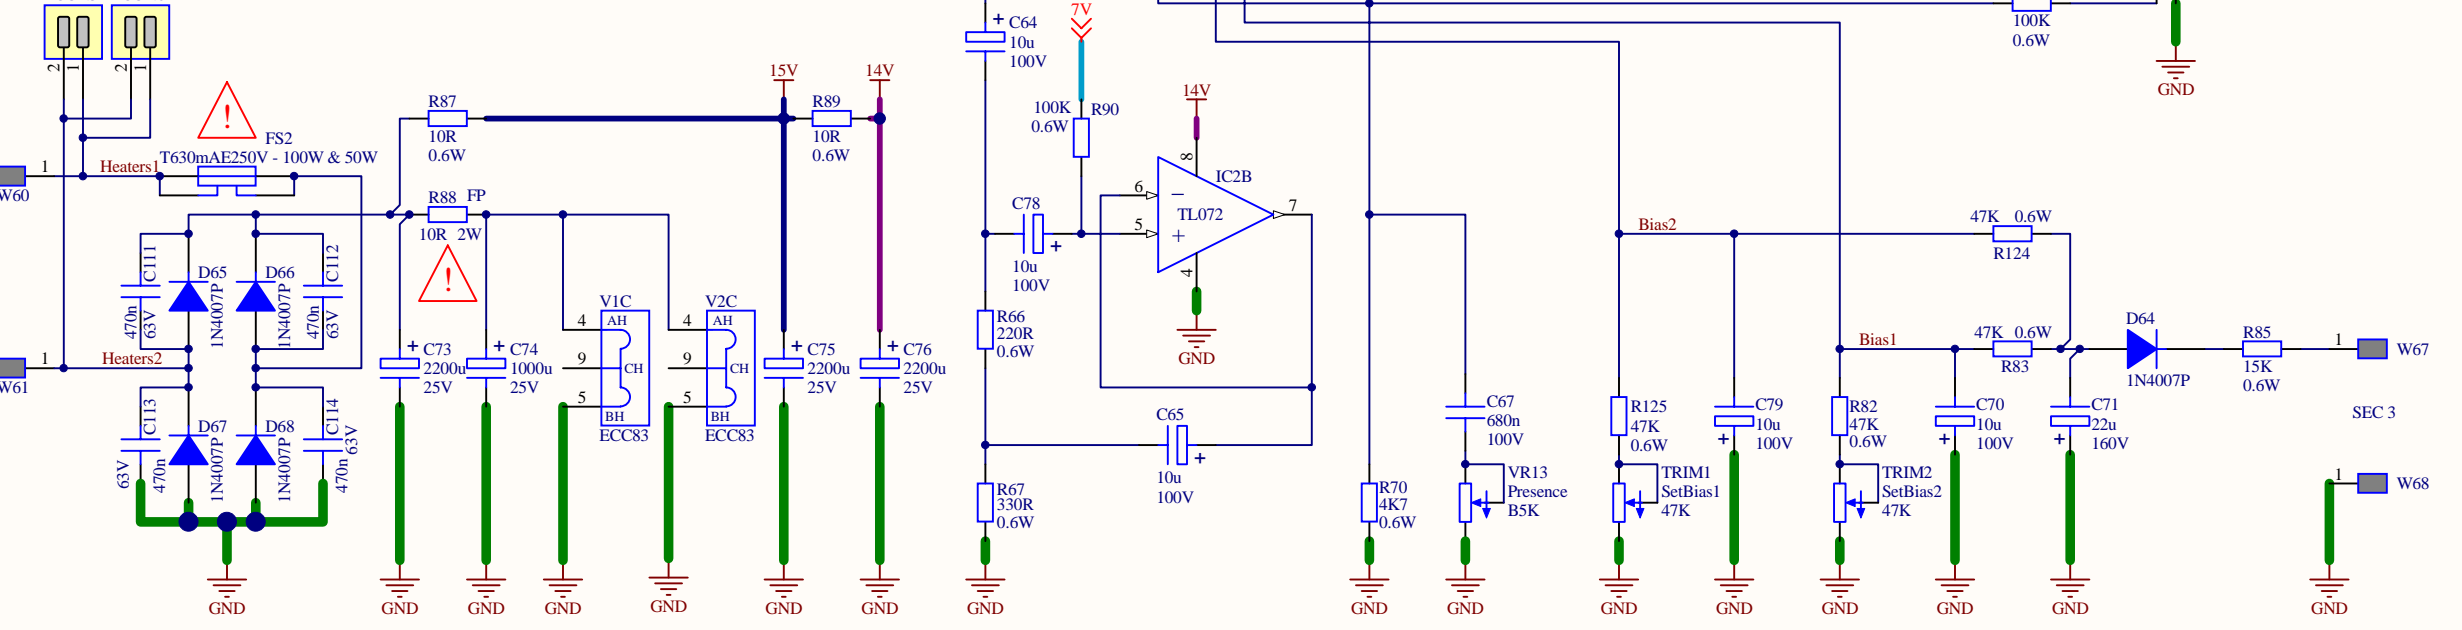 2 1 2 1
FS2
T630mAE250V - 100W & 50W
1
Heaters1
W60
1
Heaters2
W61
C111
470n
63V
D65
1N4007P
D66
1N4007P
C112
470n
63V
C113
63V
470n
D67
1N4007P
D68
1N4007P
C114
470n
63V
GND
R87
10R
0.6W
R88 FP
10R 2W
15V
R89
10R
0.6W
14V
C73
2200u
25V
C74
1000u
25V
V1C
4 AH
9 CH
5 BH
ECC83
V2C
4 AH
9 CH
5 BH
ECC83
C75
2200u
25V
C76
2200u
25V
GND
GND
GND
GND
GND
GND
C64
10u
100V
7V
100K
0.6W
R90
C78
10u
100V
14V
8
IC2B
6
TL072
7
5
4
GND
R66
220R
0.6W
C65
10u
100V
R67
330R
0.6W
GND
100K
0.6W
GND
C67
680n
100V
R70
4K7
0.6W
VR13
Presence
B5K
GND
GND
Bias2
47K 0.6W
R124
R125
47K
0.6W
TRIM1
SetBias1
47K
GND
C79
10u
100V
GND
Bias1
47K 0.6W
R83
R82
47K
0.6W
TRIM2
SetBias2
47K
GND
C70
10u
100V
GND
C71
22u
160V
GND
D64
1N4007P
R85
15K
0.6W
1
W67
SEC 3
1
W68
GND